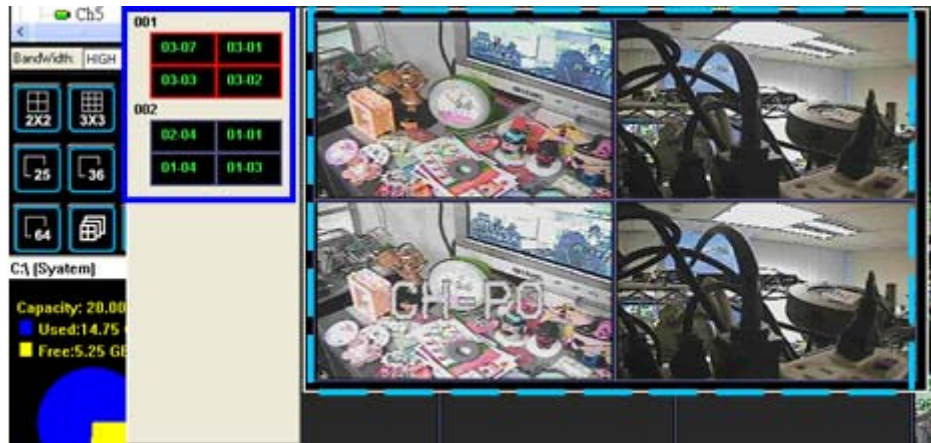 Ch5
Bandwidth: HIGH
2X2
3X3
25
36
64
C:\ (Syatem)
Capacity: 20.00
Used:14.75
Free:5.25 GB
001
03-07 03-01
03-03 03-02
002
02-04 01-01
01-04 01-03
CH-PO